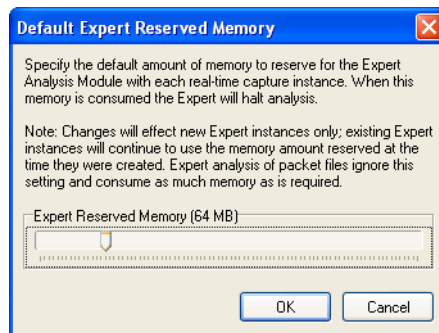 Default Expert Reserved Memory
Specify the default amount of memory to reserve for the Expert
Analysis Module with each real-time capture instance. When this
memory is consumed the Expert will halt analysis.
Note: Changes will effect new Expert instances only; existing Expert
instances will continue to use the memory amount reserved at the
time they were created. Expert analysis of packet files ignore this
setting and consume as much memory as is required.
Expert Reserved Memory (64 MB)
OK
Cancel